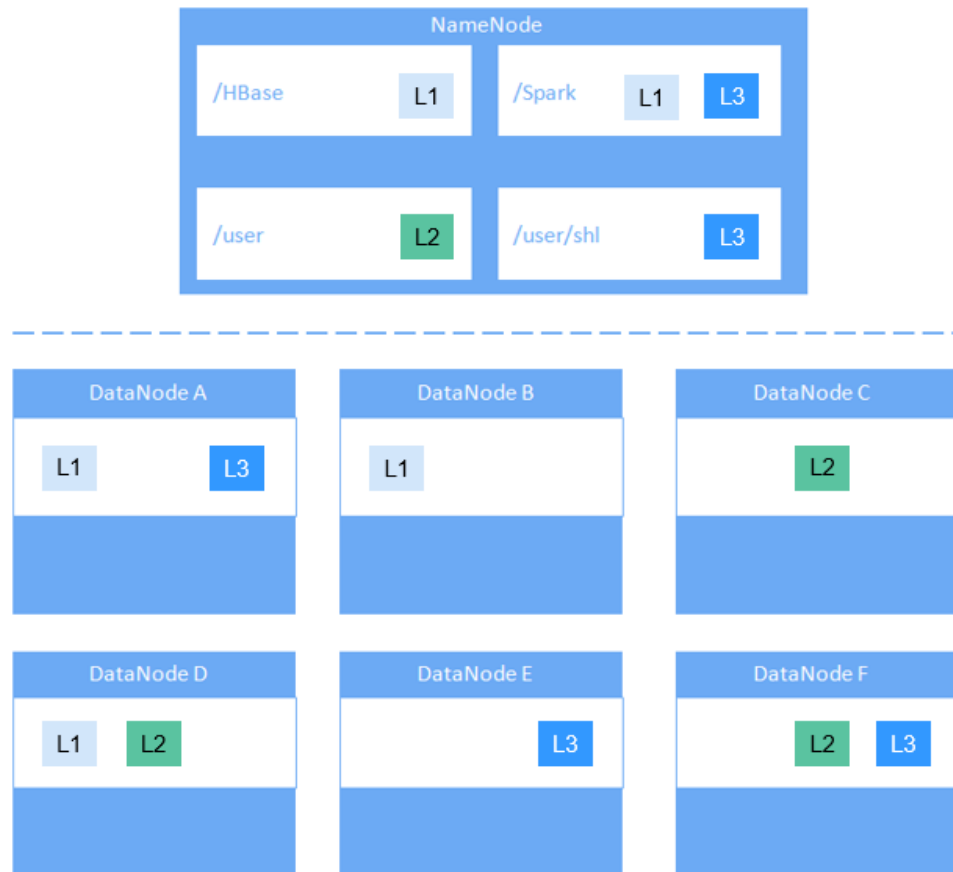 NameNode
/HBase L1
/Spark L1 L3
/user L2
/user/shl L3
DataNode A
L1 L3
DataNode B
L1
DataNode C
L2
DataNode D
L1 L2
DataNode E
L3
DataNode F
L2 L3